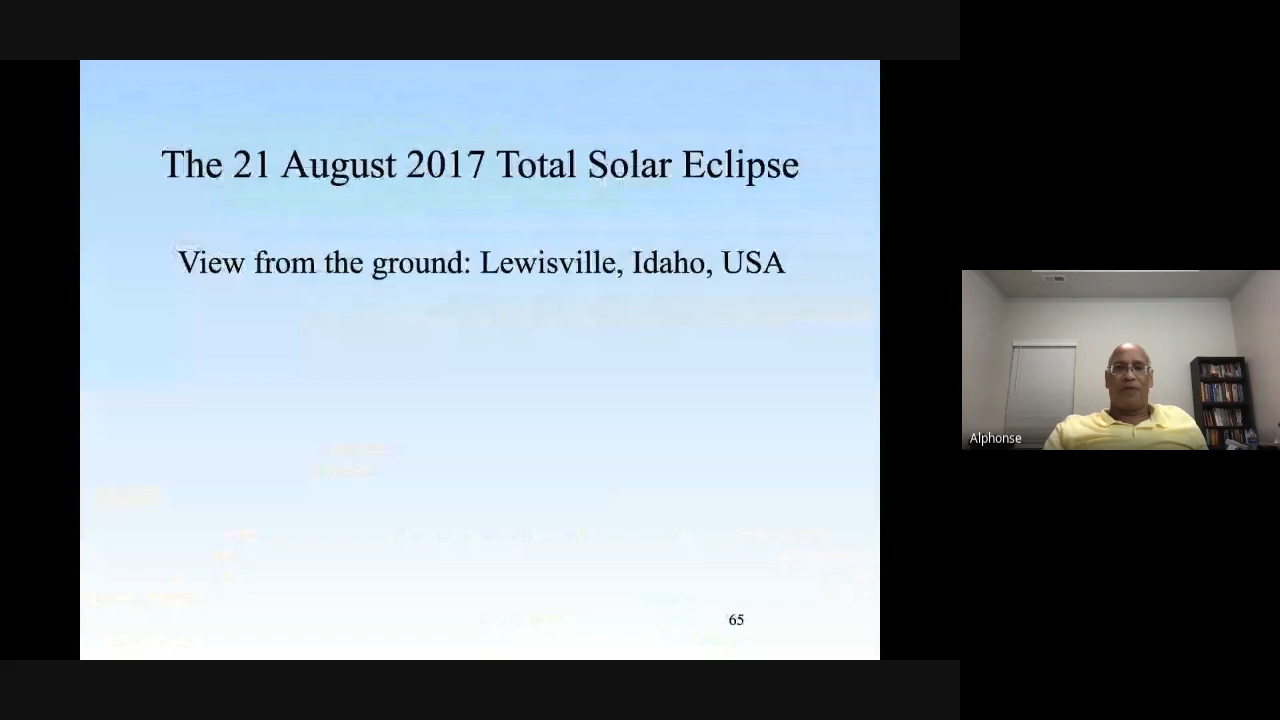 The 21 August 2017 Total Solar Eclipse
View from the ground: Lewisville, Idaho, USA
65
Alphonse